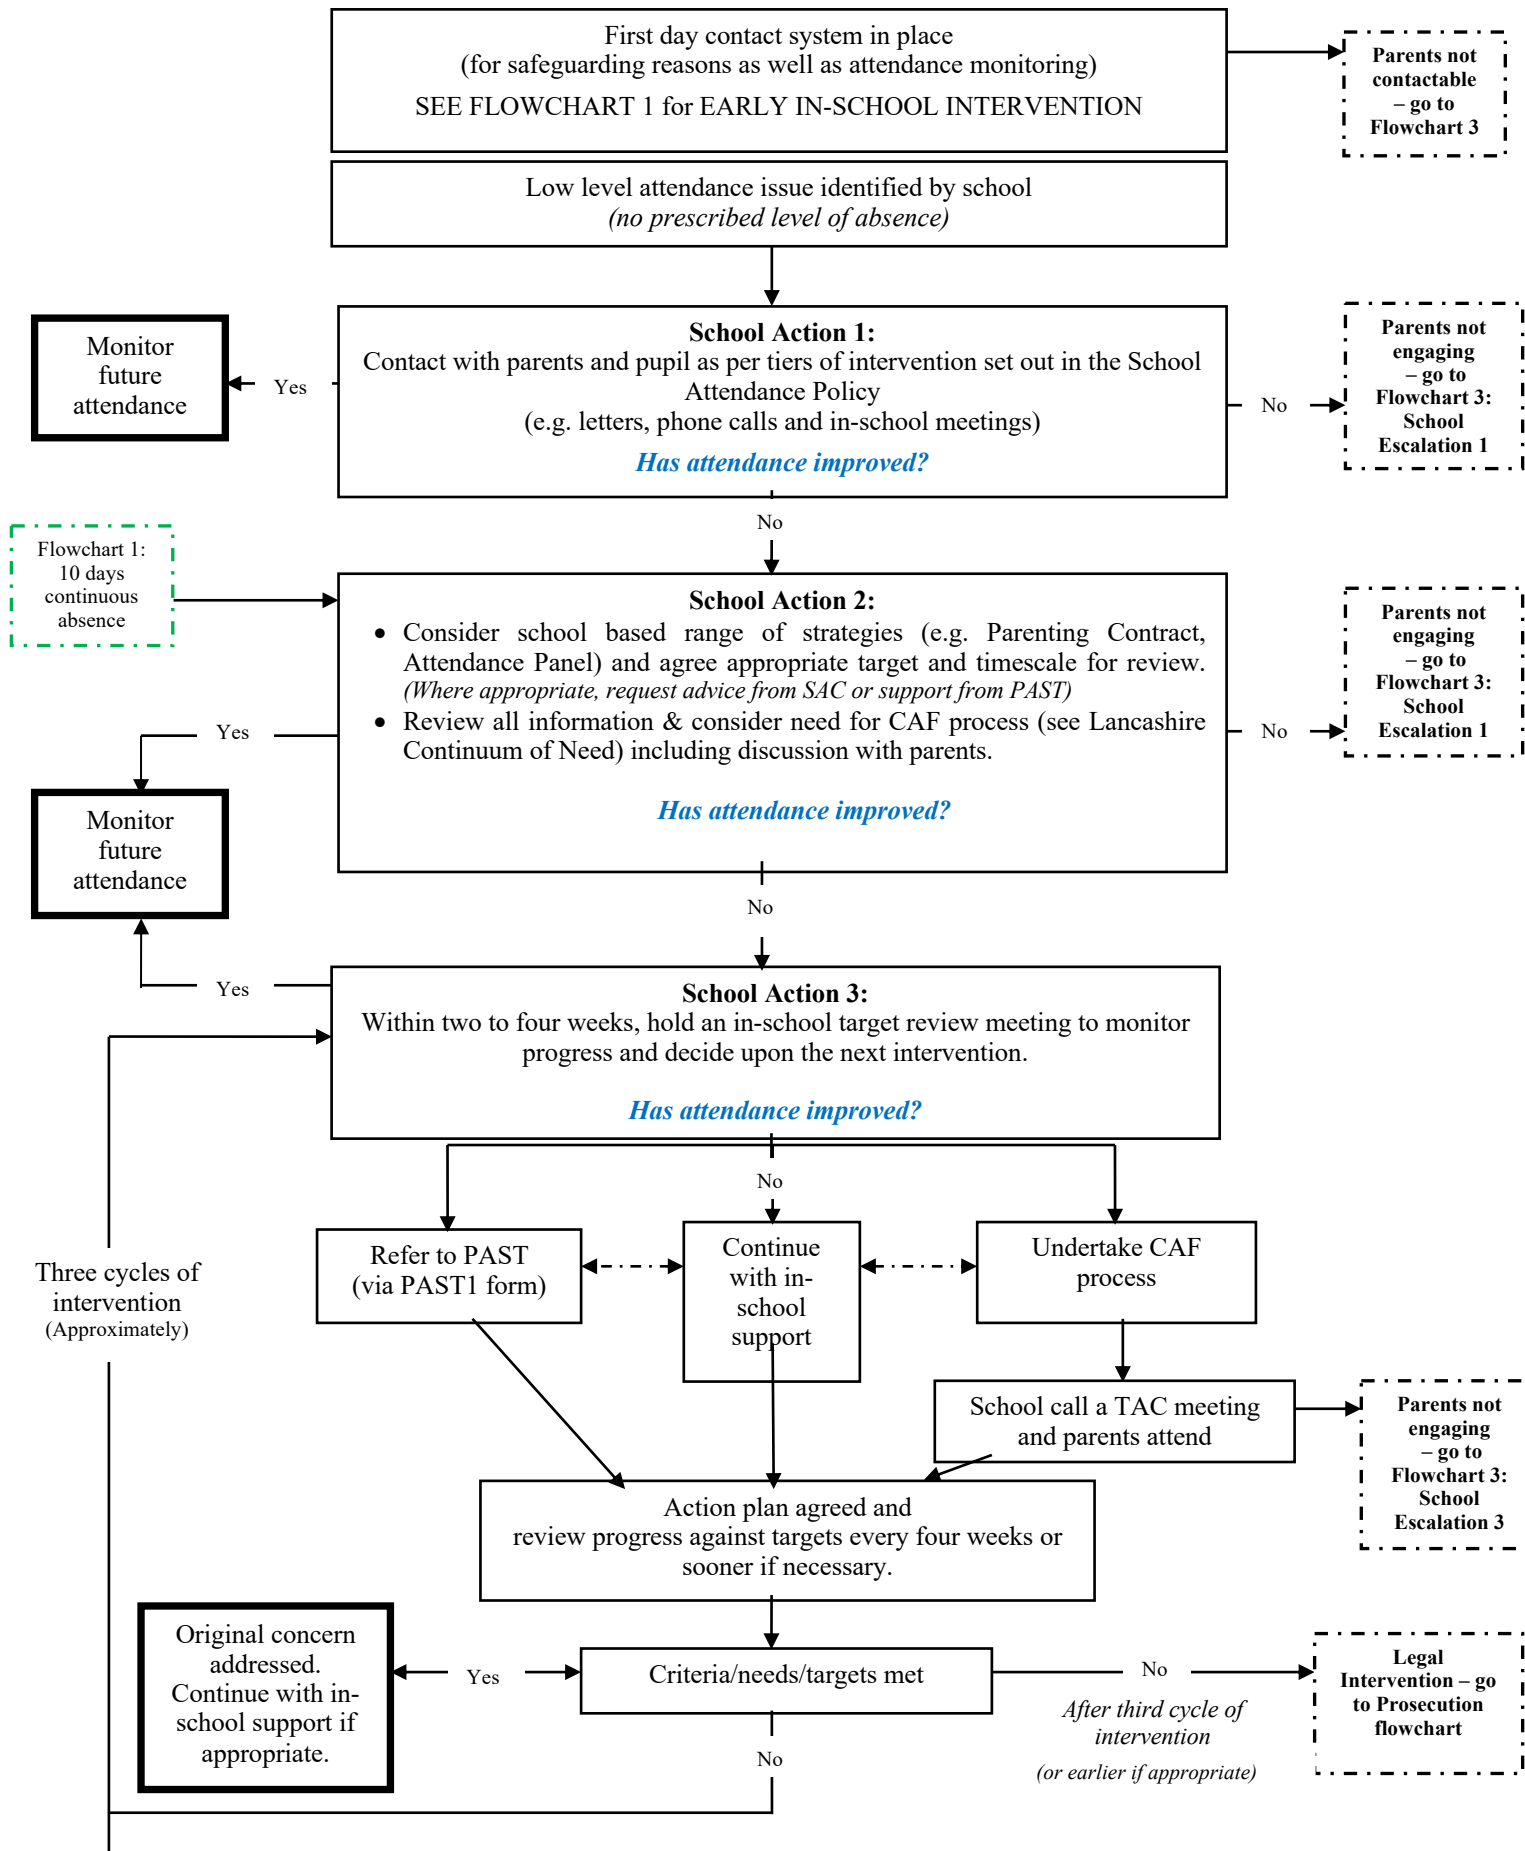 First day contact system in place
(for safeguarding reasons as well as attendance monitoring)
SEE FLOWCHART 1 for EARLY IN-SCHOOL INTERVENTION
Parents not
contactable
– go to
Flowchart 3
Low level attendance issue identified by school
(no prescribed level of absence)
Monitor
future
attendance
Yes
School Action 1:
Contact with parents and pupil as per tiers of intervention set out in the School
Attendance Policy
(e.g. letters, phone calls and in-school meetings)
Has attendance improved?
No
Parents not
engaging
– go to
Flowchart 3:
School
Escalation 1
No
Flowchart 1:
10 days
continuous
absence
School Action 2:
• Consider school based range of strategies (e.g. Parenting Contract,
Attendance Panel) and agree appropriate target and timescale for review.
(Where appropriate, request advice from SAC or support from PAST)
• Review all information & consider need for CAF process (see Lancashire
Continuum of Need) including discussion with parents.
Has attendance improved?
No
Parents not
engaging
– go to
Flowchart 3:
School
Escalation 1
Yes
Monitor
future
attendance
No
Yes
School Action 3:
Within two to four weeks, hold an in-school target review meeting to monitor
progress and decide upon the next intervention.
Has attendance improved?
No
Refer to PAST
(via PAST1 form)
Continue
with in-
school
support
Undertake CAF
process
Three cycles of
intervention
(Approximately)
School call a TAC meeting
and parents attend
Parents not
engaging
– go to
Flowchart 3:
School
Escalation 3
Action plan agreed and
review progress against targets every four weeks or
sooner if necessary.
Original concern
addressed.
Continue with in-
school support if
appropriate.
Yes
Criteria/needs/targets met
No
After third cycle of
intervention
(or earlier if appropriate)
Legal
Intervention – go
to Prosecution
flowchart
No